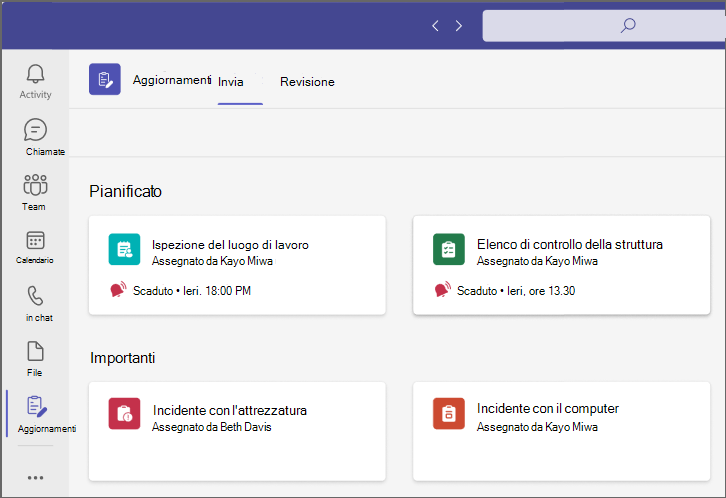 Activity
Chiamate
Team
Calendario
in chat
File
Aggiornamenti
Aggiornamenti Invia Revisione
Pianificato
Ispezione del luogo di lavoro
Assegnato da Kayo Miwa
Scaduto • Ieri. 18:00 PM
Elenco di controllo della struttura
Assegnato da Kayo Miwa
Scaduto • Ieri, ore 13.30
Importanti
Incidente con l'attrezzatura
Assegnato da Beth Davis
Incidente con il computer
Assegnato da Kayo Miwa